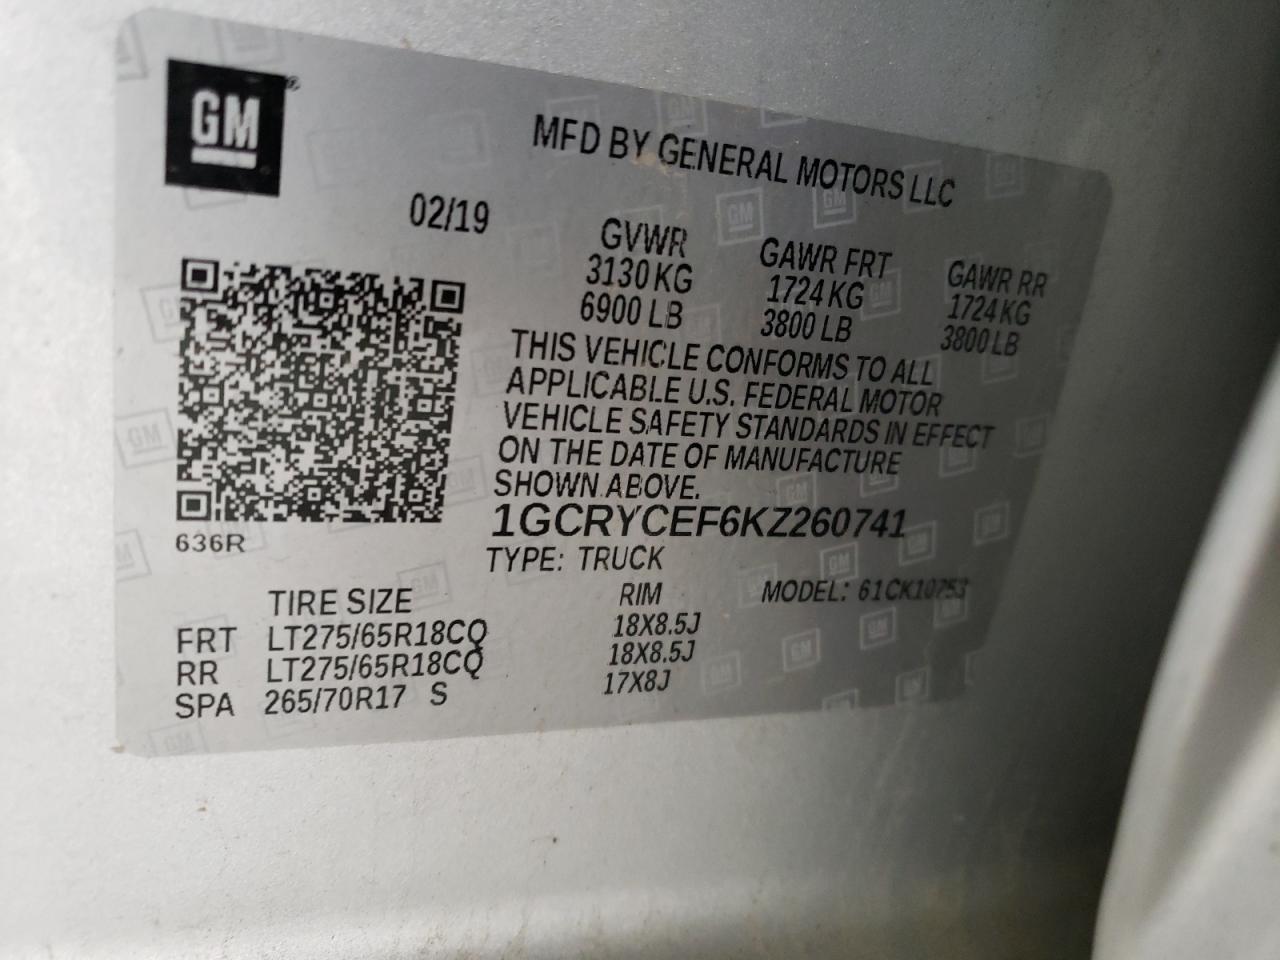 GM
MFD BY GENERAL MOTORS LLC
02/19
GVWR GAWR FRT GAWR RR
3130 KG 1724 KG 1724 KG
6900 LB 3800 LB 3800 LB
THIS VEHICLE CONFORMS TO ALL
APPLICABLE U.S. FEDERAL MOTOR
VEHICLE SAFETY STANDARDS IN EFFECT
ON THE DATE OF MANUFACTURE
SHOWN ABOVE.
1GCRYCEF6KZ260741
636R
TYPE: TRUCK
TIRE SIZE RIM MODEL: 61CK10753
FRT LT275/65R18CQ 18X8.5J
RR LT275/65R18CQ 18X8.5J
SPA 265/70R17 S 17X8J